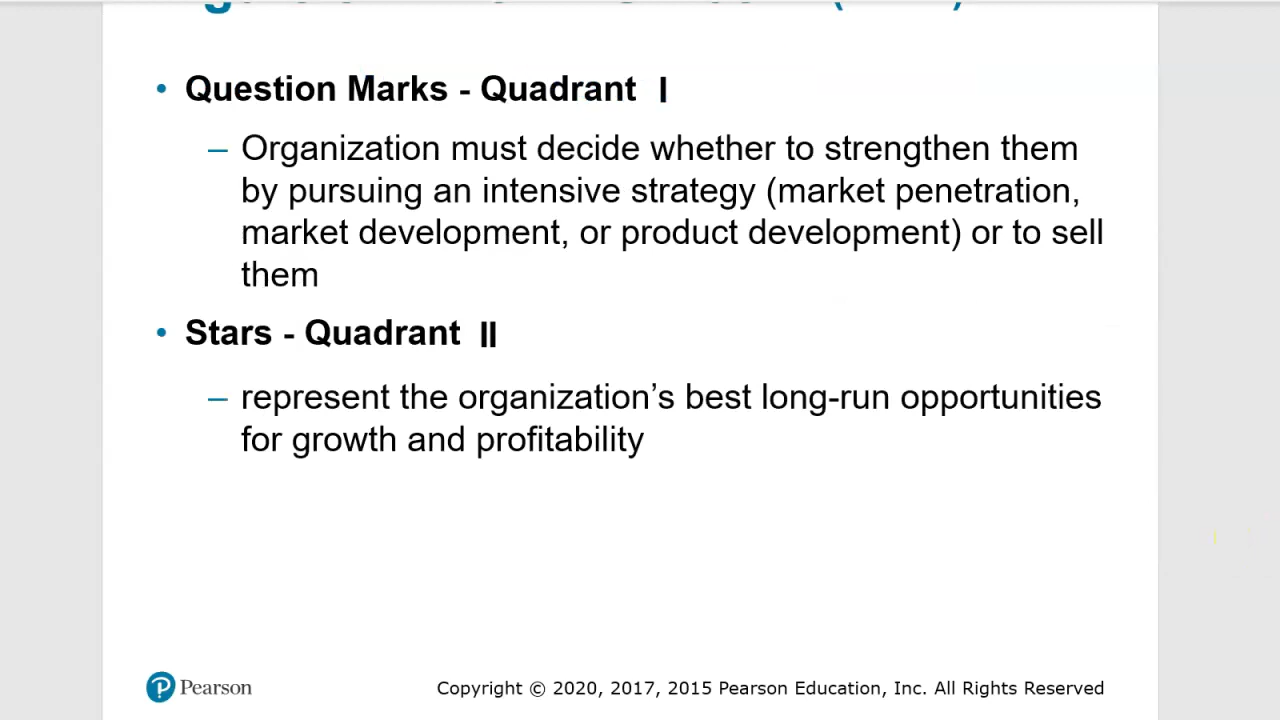 • Question Marks - Quadrant I
– Organization must decide whether to strengthen them
by pursuing an intensive strategy (market penetration,
market development, or product development) or to sell
them
• Stars - Quadrant II
– represent the organization’s best long-run opportunities
for growth and profitability
Pearson
Copyright © 2020, 2017, 2015 Pearson Education, Inc. All Rights Reserved